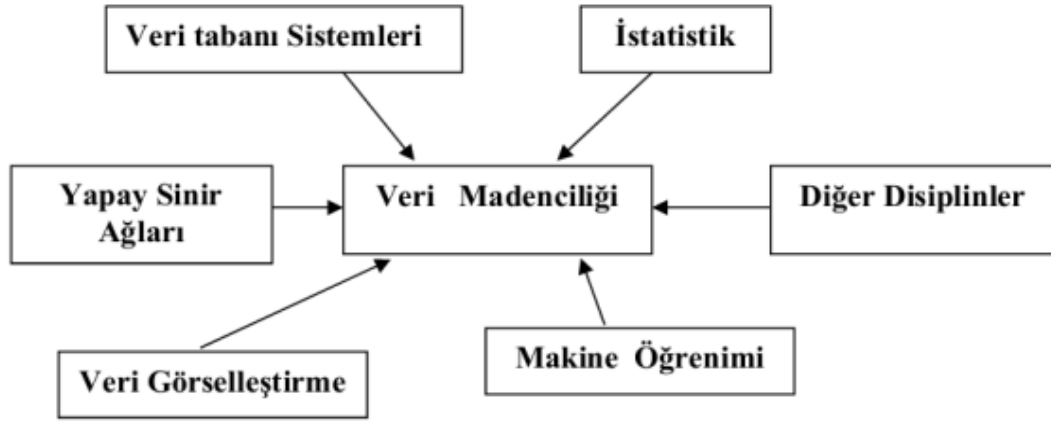 Veri tabanı Sistemleri
İstatistik
Yapay Sinir
Ağları
Veri Madenciliği
Diğer Disiplinler
Veri Görselleştirme
Makine Öğrenimi